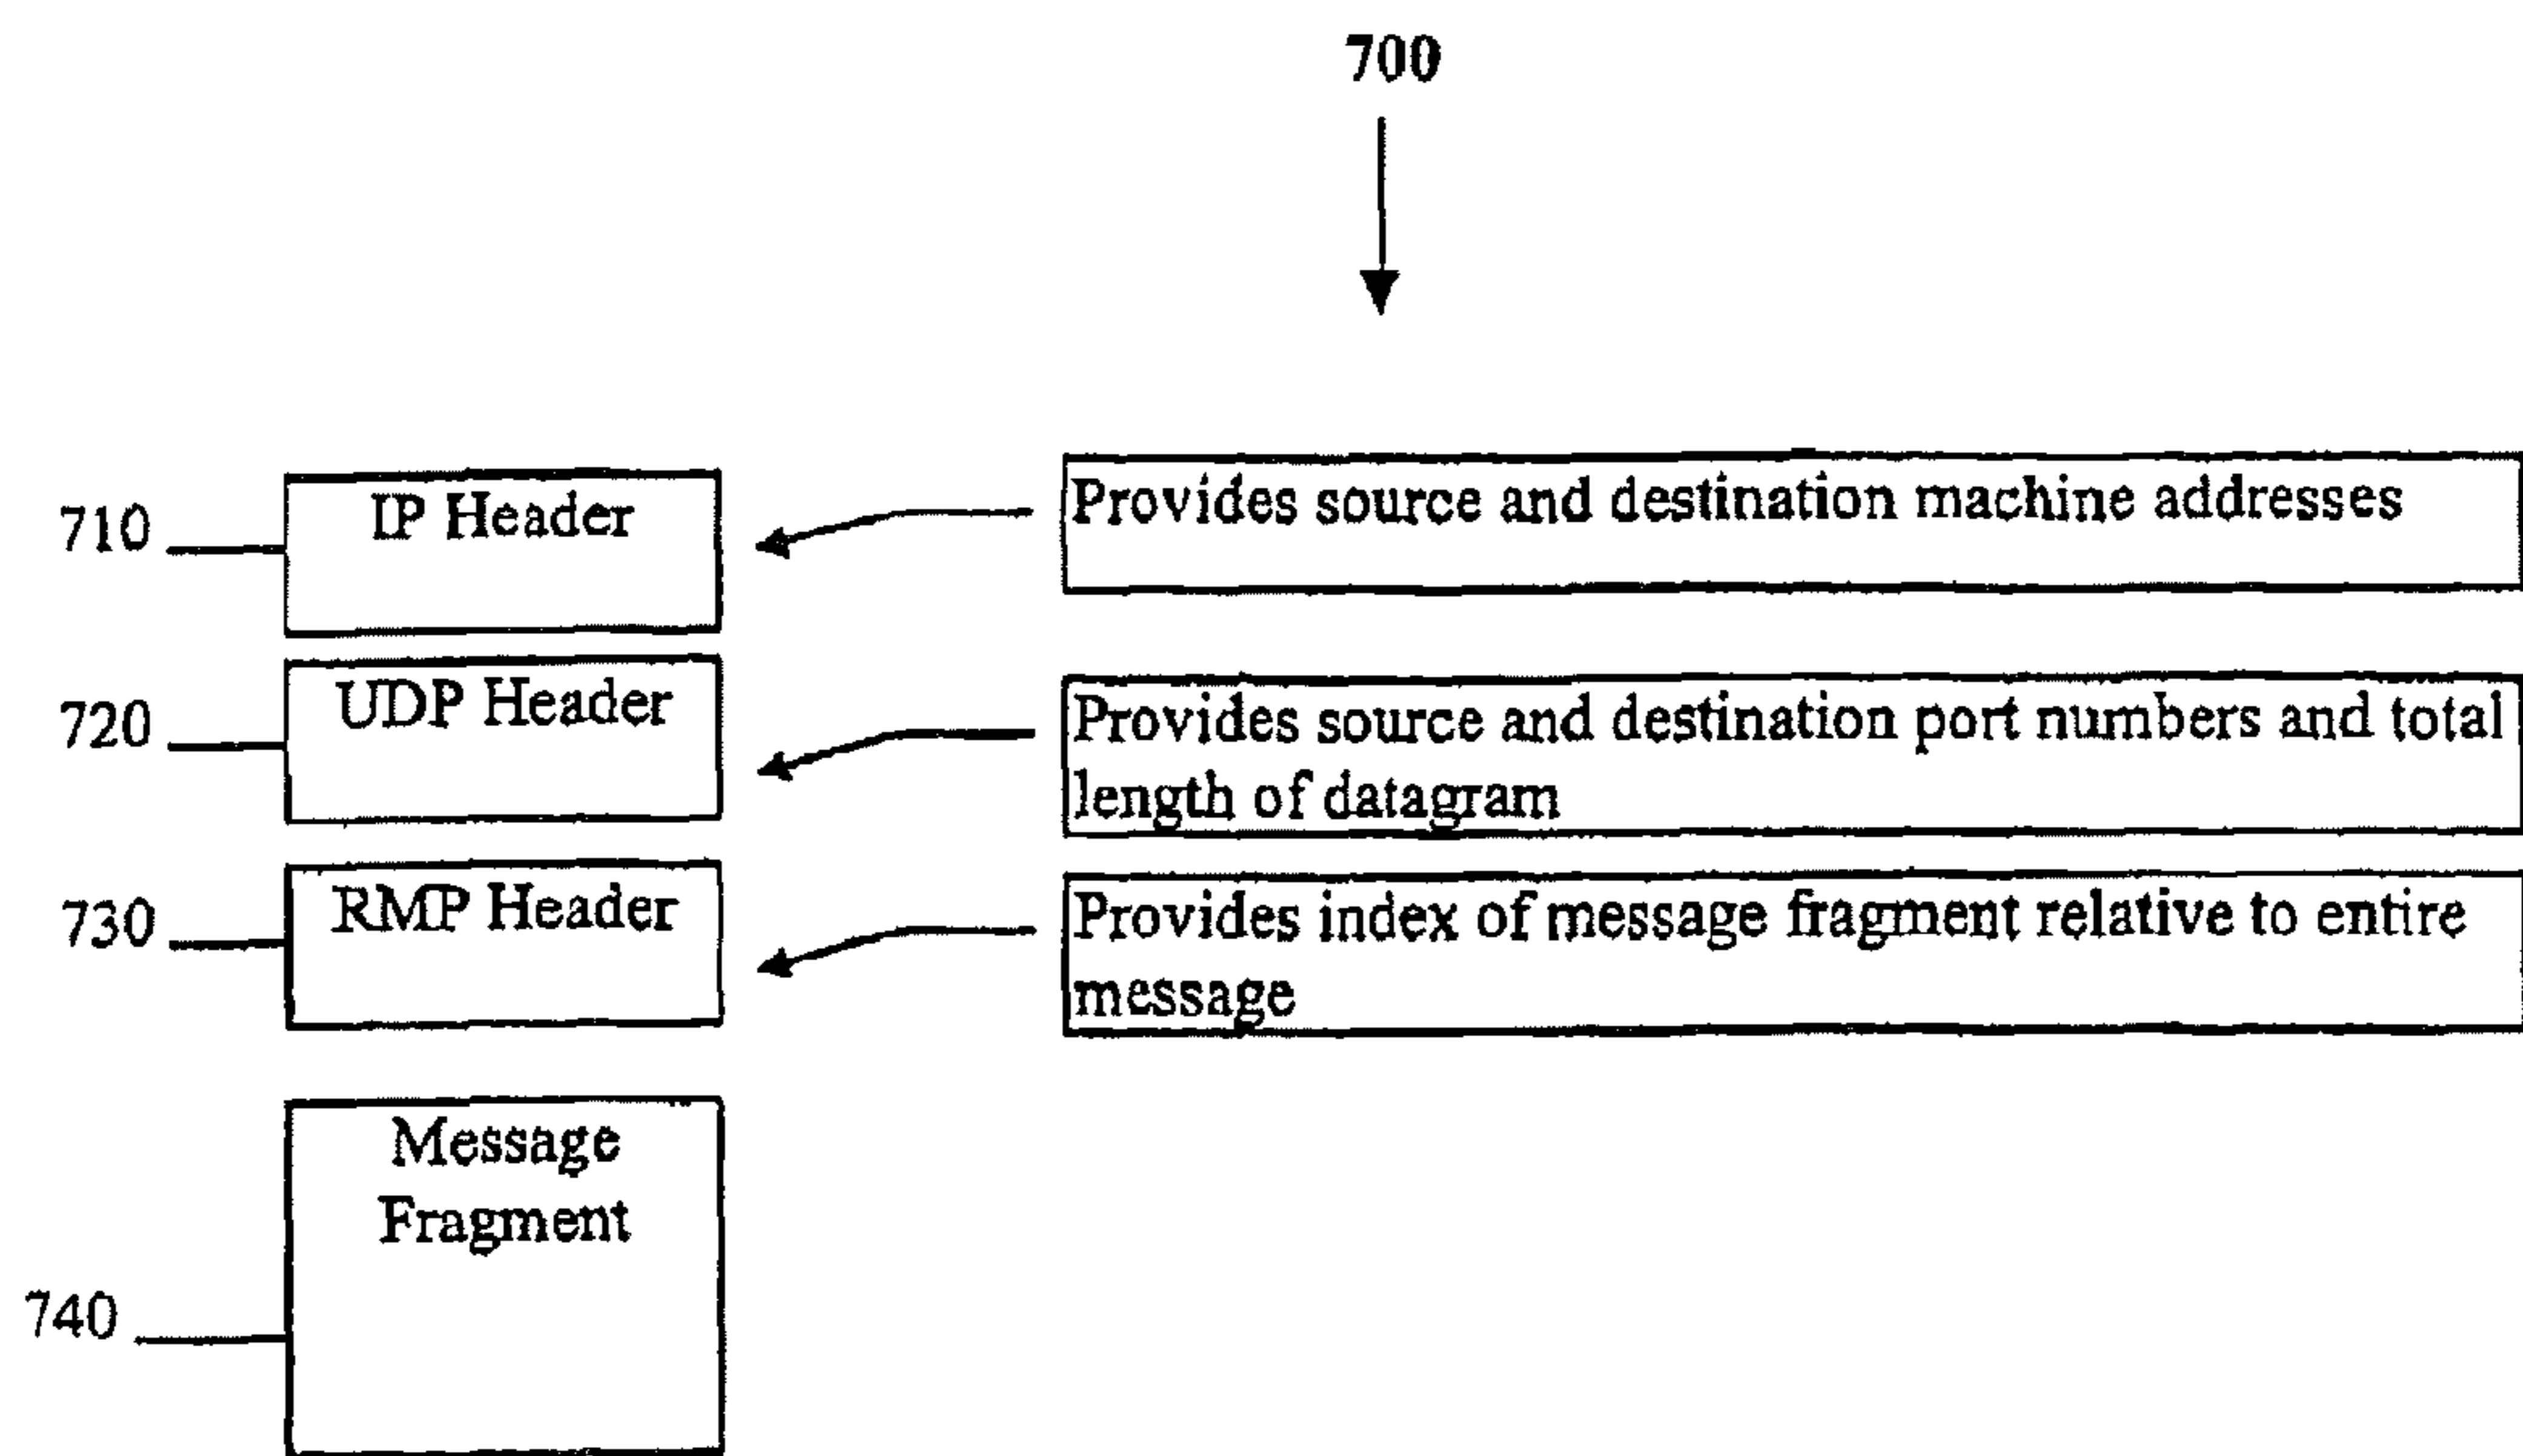 700
710
IP Header
Provides source and destination machine addresses
720
UDP Header
Provides source and destination port numbers and total
length of datagram
730
RMP Header
Provides index of message fragment relative to entire
message
740
Message
Fragment